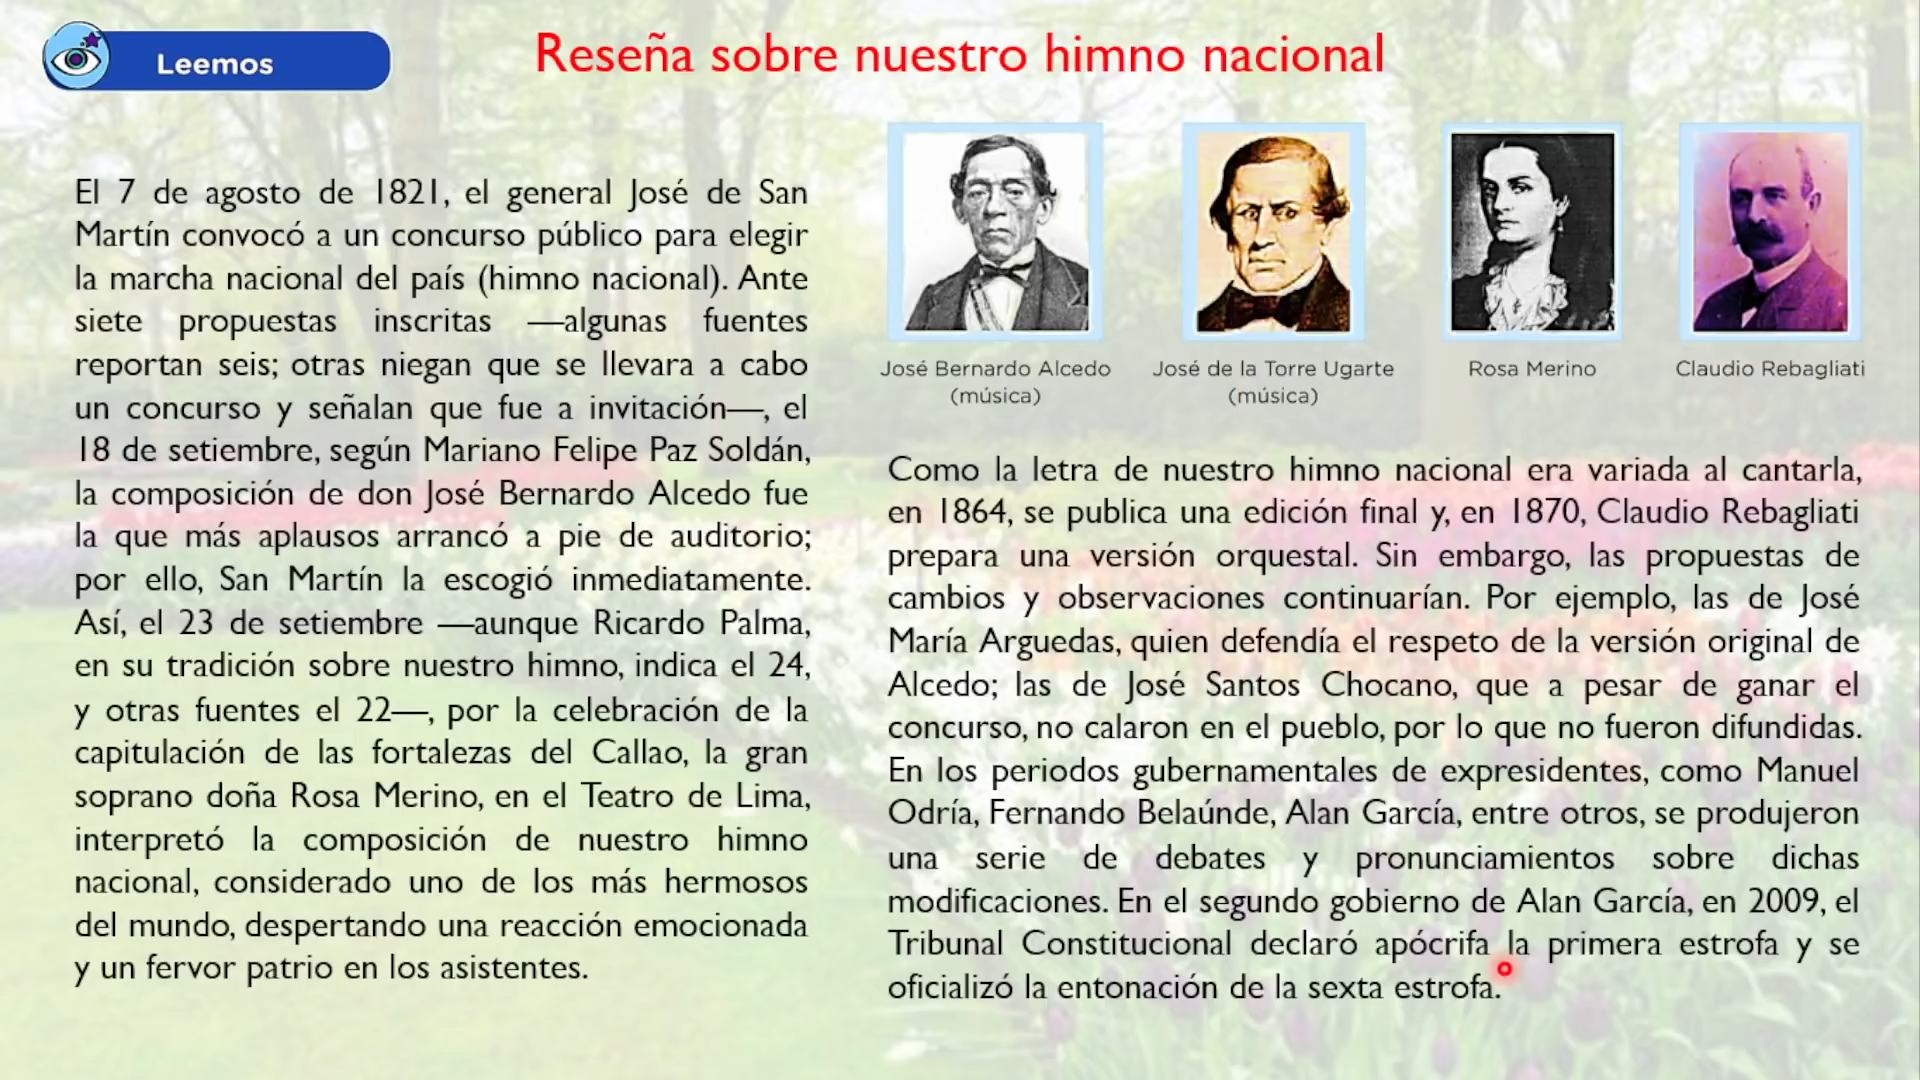 Leemos
Reseña sobre nuestro himno nacional
El 7 de agosto de 1821, el general José de San
Martín convocó a un concurso público para elegir
la marcha nacional del país (himno nacional). Ante
siete propuestas inscritas —algunas fuentes
reportan seis; otras niegan que se llevara a cabo
un concurso y señalan que fue a invitación—, el
18 de setiembre, según Mariano Felipe Paz Soldán,
la composición de don José Bernardo Alcedo fue
la que más aplausos arrancó a pie de auditorio;
por ello, San Martín la escogió inmediatamente.
Así, el 23 de setiembre —aunque Ricardo Palma,
en su tradición sobre nuestro himno, indica el 24,
y otras fuentes el 22—, por la celebración de la
capitulación de las fortalezas del Callao, la gran
soprano doña Rosa Merino, en el Teatro de Lima,
interpretó la composición de nuestro himno
nacional, considerado uno de los más hermosos
del mundo, despertando una reacción emocionada
y un fervor patrio en los asistentes.
José Bernardo Alcedo
(música)
José de la Torre Ugarte
(música)
Rosa Merino
Claudio Rebagliati
Como la letra de nuestro himno nacional era variada al cantarla,
en 1864, se publica una edición final y, en 1870, Claudio Rebagliati
prepara una versión orquestal. Sin embargo, las propuestas de
cambios y observaciones continuarían. Por ejemplo, las de José
María Arguedas, quien defendía el respeto de la versión original de
Alcedo; las de José Santos Chocano, que a pesar de ganar el
concurso, no calaron en el pueblo, por lo que no fueron difundidas.
En los periodos gubernamentales de expresidentes, como Manuel
Odría, Fernando Belaúnde, Alan García, entre otros, se produjeron
una serie de debates y pronunciamientos sobre dichas
modificaciones. En el segundo gobierno de Alan García, en 2009, el
Tribunal Constitucional declaró apócrifa la primera estrofa y se
oficializó la entonación de la sexta estrofa.